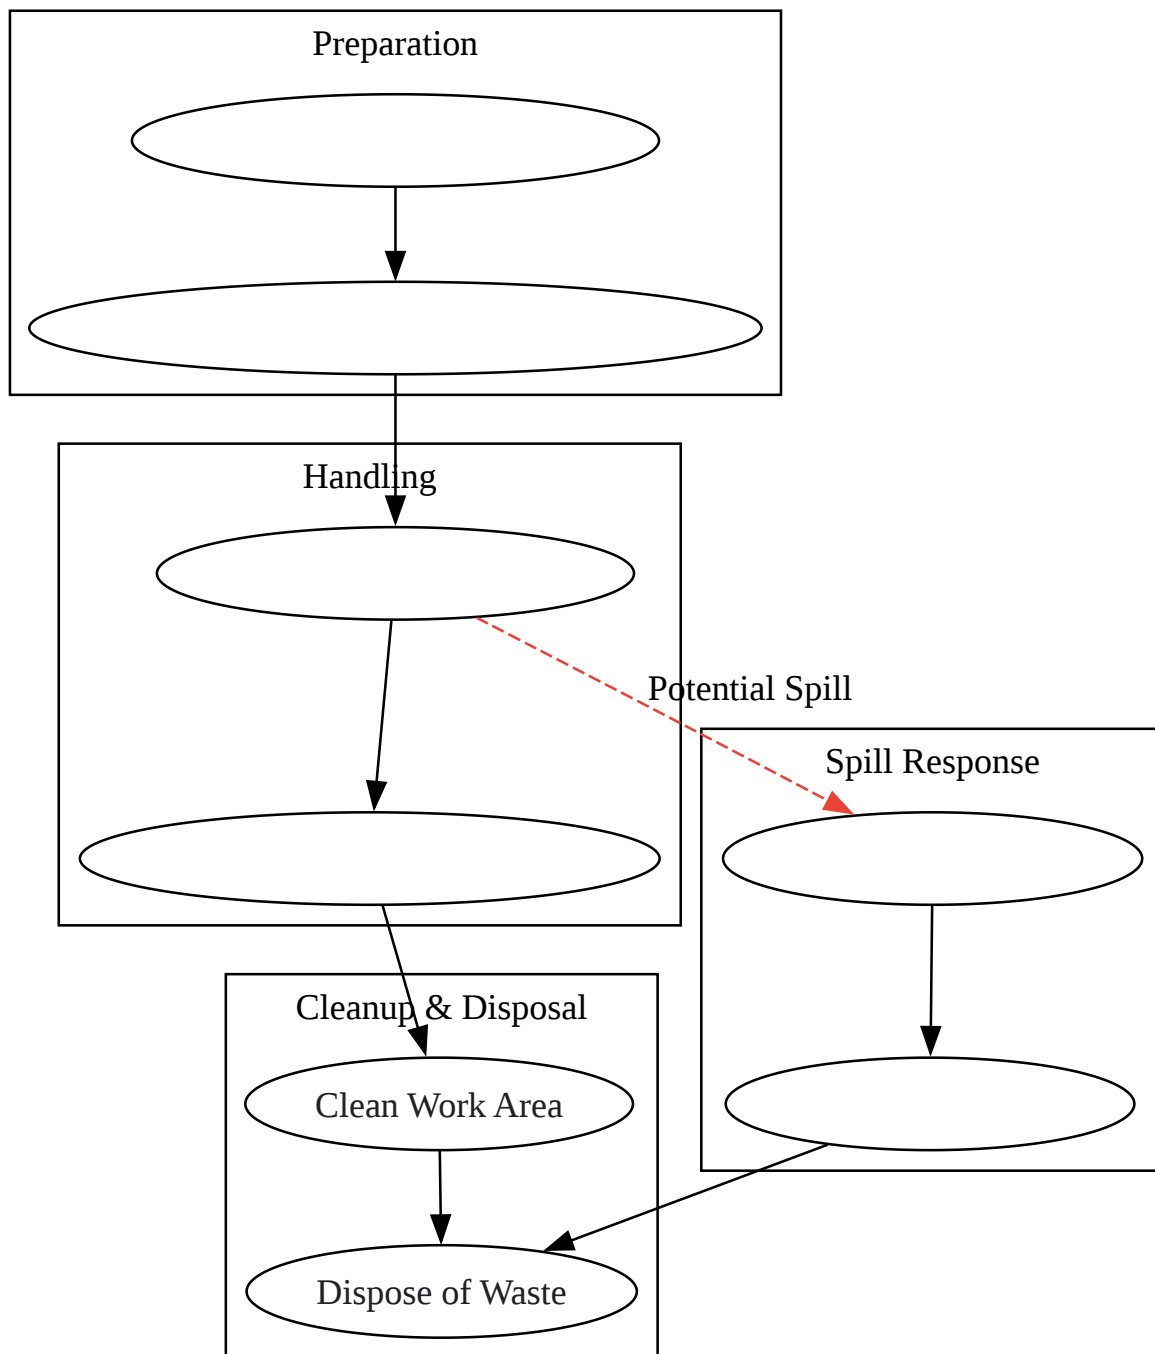 Preparation
Handling
Potential Spill
Spill Response
Cleanup & Disposal
Clean Work Area
Dispose of Waste